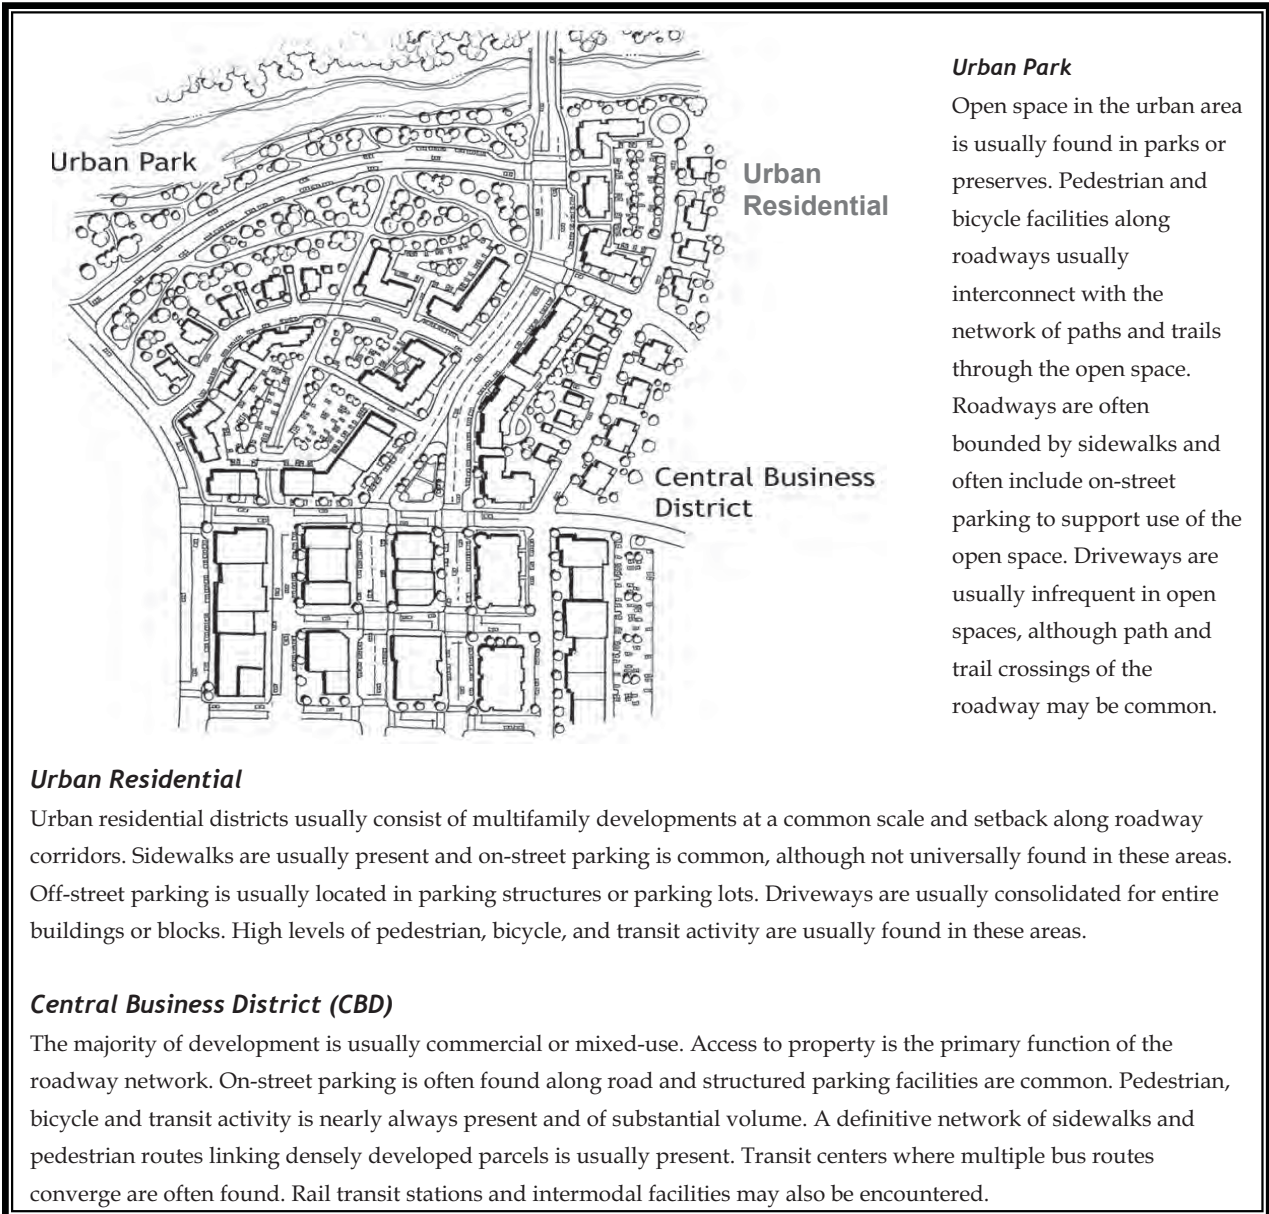 Urban Park
Urban
Residential
Central Business
District
Urban Park
Open space in the urban area
is usually found in parks or
preserves. Pedestrian and
bicycle facilities along
roadways usually
interconnect with the
network of paths and trails
through the open space.
Roadways are often
bounded by sidewalks and
often include on-street
parking to support use of the
open space. Driveways are
usually infrequent in open
spaces, although path and
trail crossings of the
roadway may be common.
Urban Residential
Urban residential districts usually consist of multifamily developments at a common scale and setback along roadway
corridors. Sidewalks are usually present and on-street parking is common, although not universally found in these areas.
Off-street parking is usually located in parking structures or parking lots. Driveways are usually consolidated for entire
buildings or blocks. High levels of pedestrian, bicycle, and transit activity are usually found in these areas.
Central Business District (CBD)
The majority of development is usually commercial or mixed-use. Access to property is the primary function of the
roadway network. On-street parking is often found along road and structured parking facilities are common. Pedestrian,
bicycle and transit activity is nearly always present and of substantial volume. A definitive network of sidewalks and
pedestrian routes linking densely developed parcels is usually present. Transit centers where multiple bus routes
converge are often found. Rail transit stations and intermodal facilities may also be encountered.